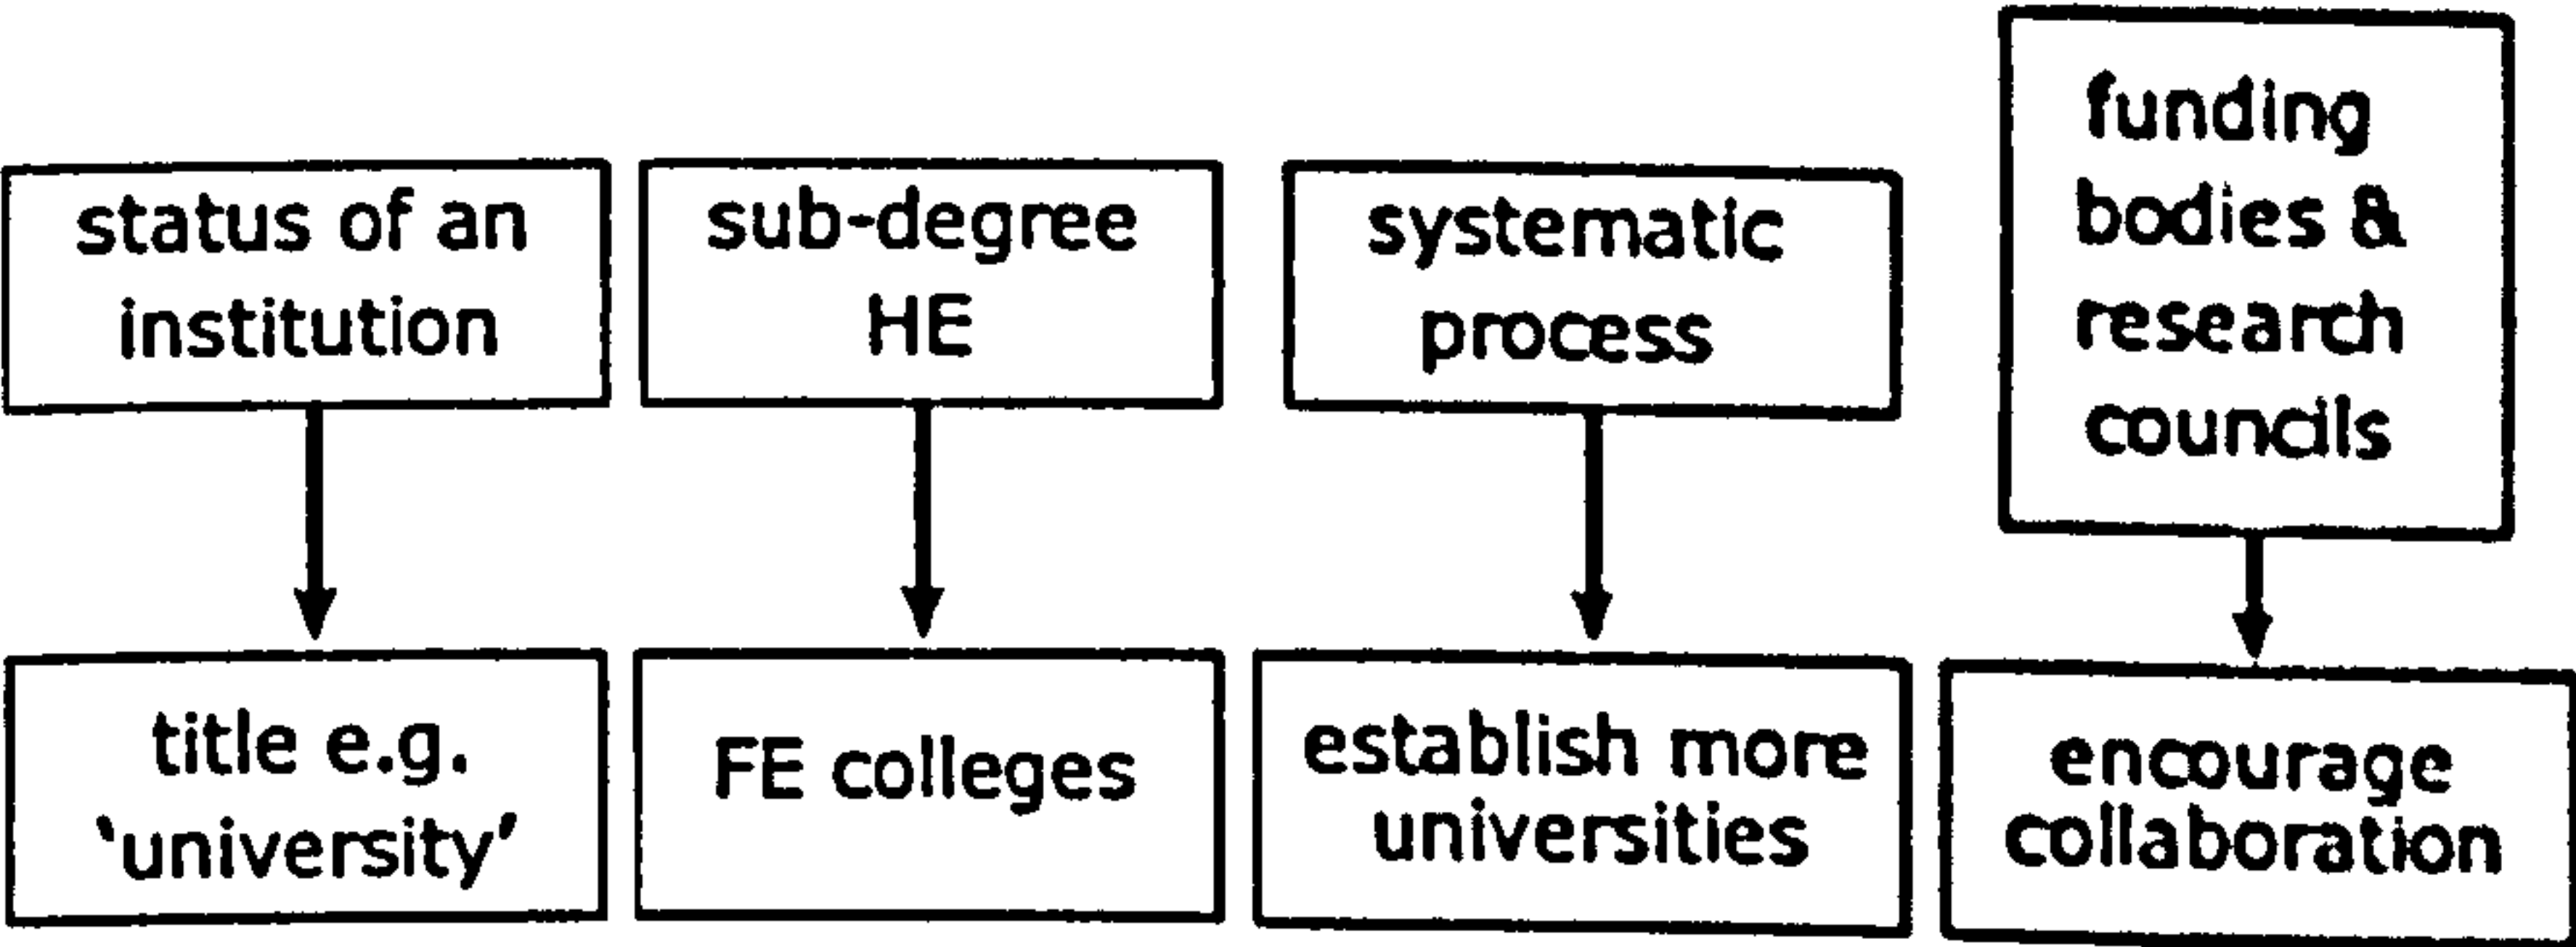 status of an
institution
sub-degree
HE
systematic
process
funding
bodies &
research
councils
title e.g.
'university'
FE colleges
establish more
universities
encourage
collaboration